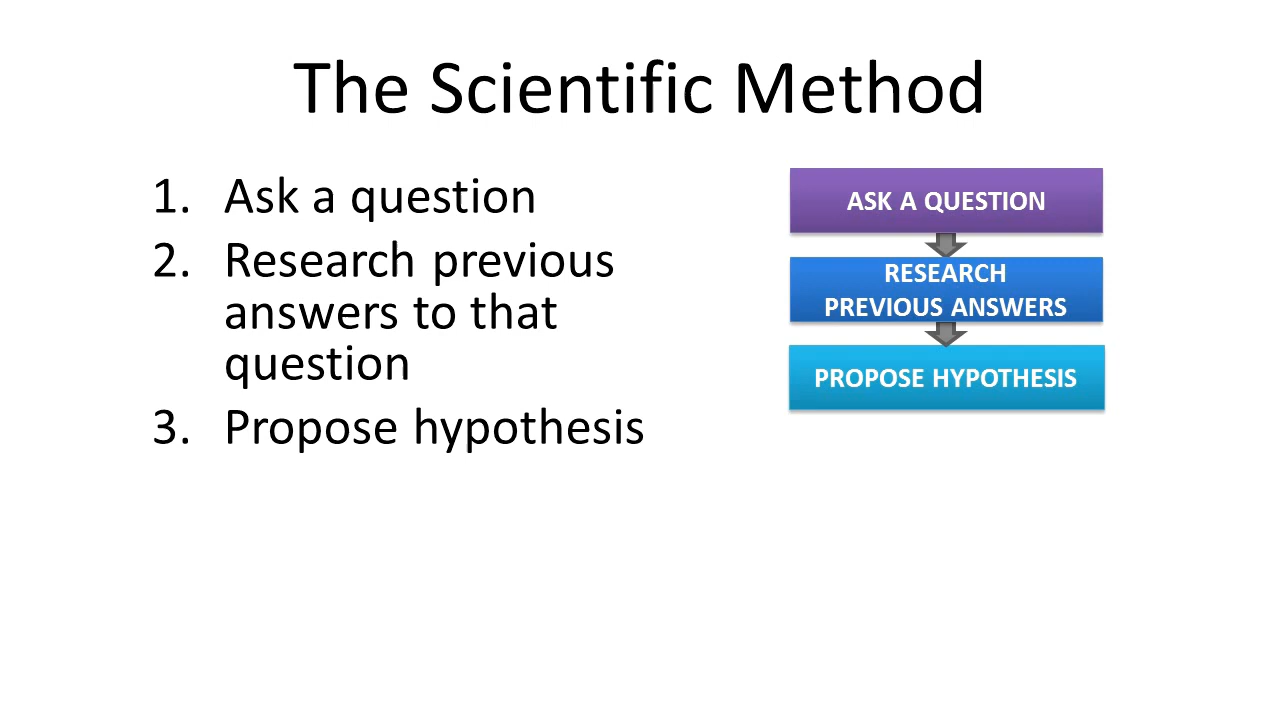 The Scientific Method
1. Ask a question
2. Research previous
answers to that
question
3. Propose hypothesis
ASK A QUESTION
RESEARCH
PREVIOUS ANSWERS
PROPOSE HYPOTHESIS